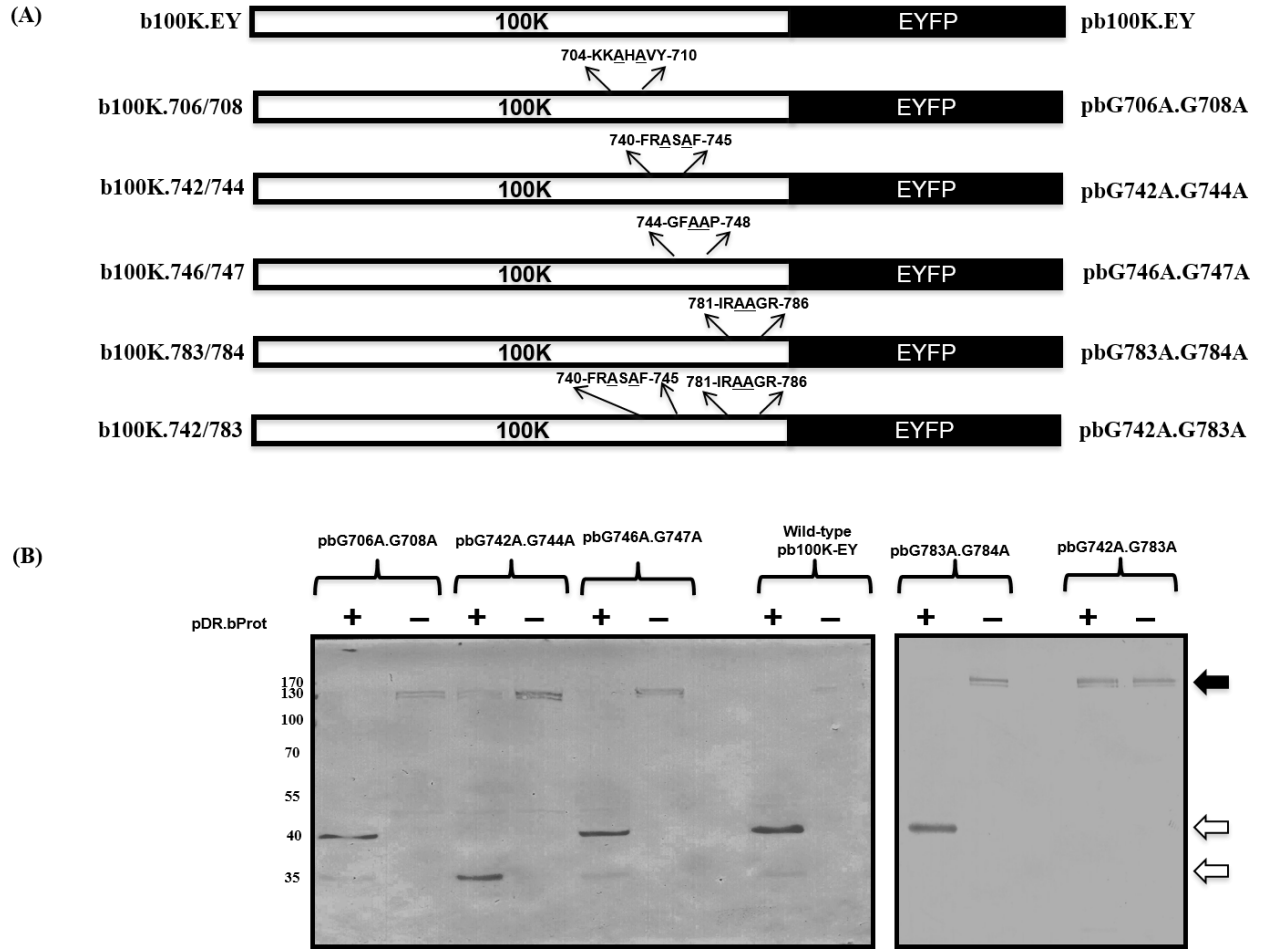 (A)
b100K.EY 100K EYFP pb100K.EY
704-KKAHAVY-710
b100K.706/708 100K EYFP pbG706A.G708A
740-FRASAF-745
b100K.742/744 100K EYFP pbG742A.G744A
744-GFAAP-748
b100K.746/747 100K EYFP pbG746A.G747A
781-IRAAGR-786
b100K.783/784 100K EYFP pbG783A.G784A
740-FRASAF-745 781-IRAAGR-786
b100K.742/783 100K EYFP pbG742A.G783A
(B)
pbG706A.G708A pbG742A.G744A pbG746A.G747A Wild-type pb100K-EY pbG783A.G784A pbG742A.G783A
pDR.bProt + – + – + – + – + – + –
170
130
100
70
55
40
35